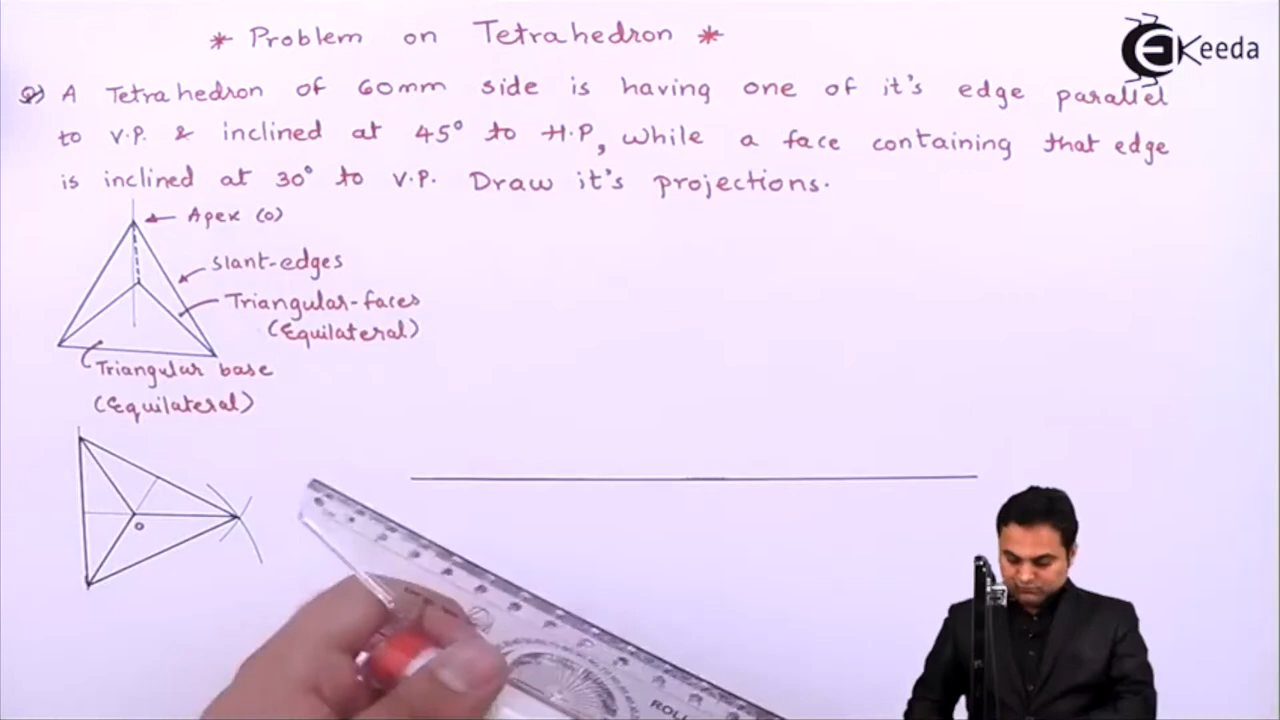 * Problem on Tetrahedron *
Ekeeda
Q) A Tetrahedron of 60mm side is having one of it's edge parallel
to V.P. & inclined at 45° to H.P, while a face containing that edge
is inclined at 30° to V.P. Draw it's projections.
Apex (o)
slant-edges
Triangular-faces
(Equilateral)
Triangular base
(Equilateral)
o